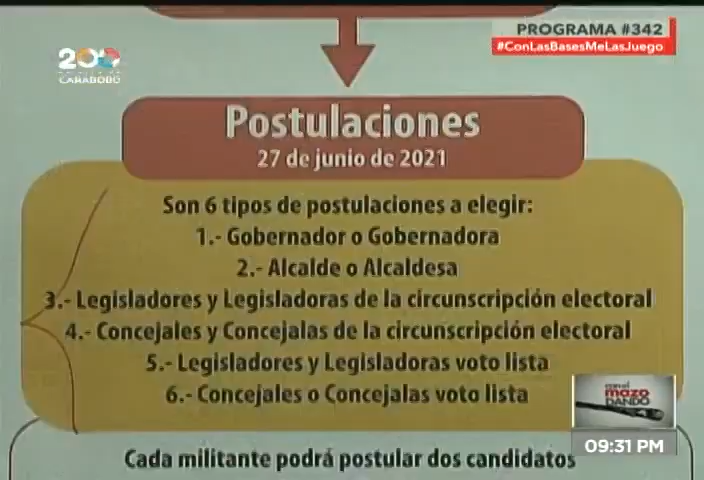 PROGRAMA #342
#ConLasBasesMeLasJuego
200
CARABOBO
Postulaciones
27 de junio de 2021
Son 6 tipos de postulaciones a elegir:
1.- Gobernador o Gobernadora
2.- Alcalde o Alcaldesa
3.- Legisladores y Legisladoras de la circunscripción electoral
4.- Concejales y Concejalas de la circunscripción electoral
5.- Legisladores y Legisladoras voto lista
6.- Concejales o Concejalas voto lista
con el
mazo
DANDO
09:31 PM
Cada militante podrá postular dos candidatos